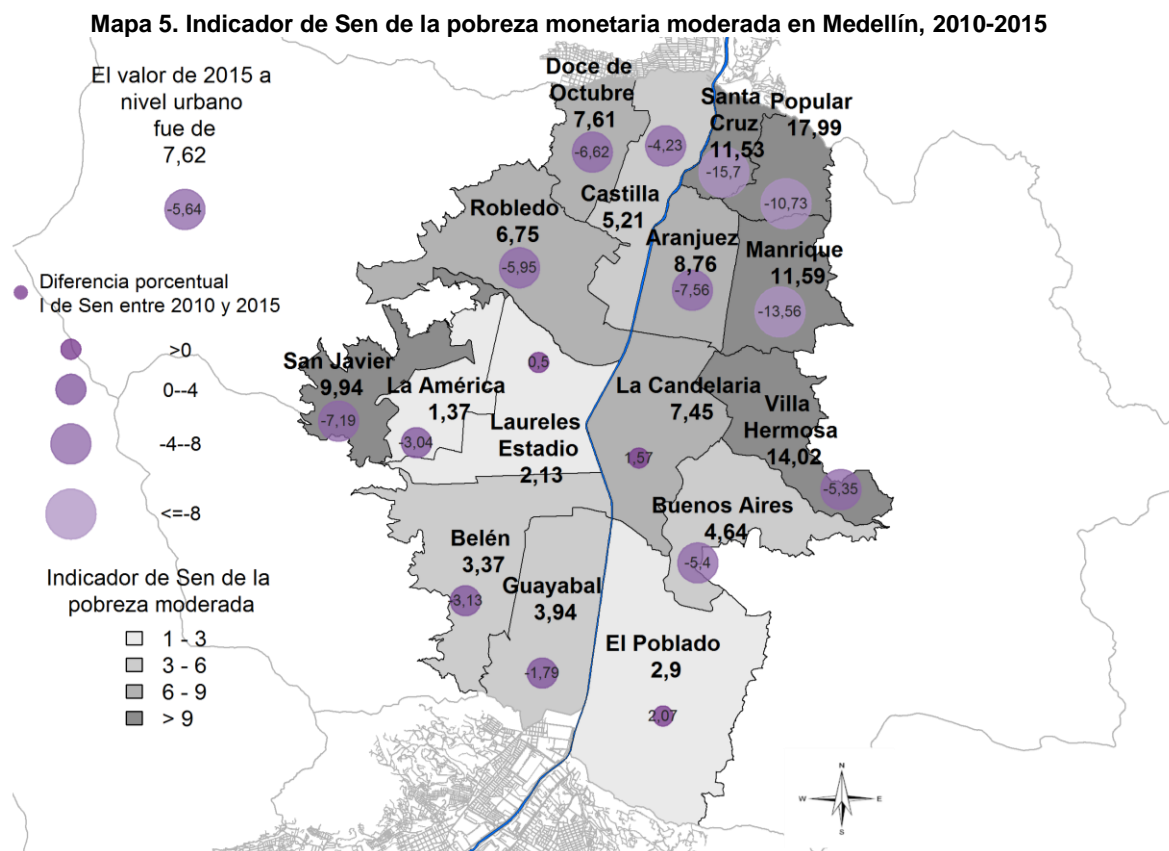 Mapa 5. Indicador de Sen de la pobreza monetaria moderada en Medellín, 2010-2015
El valor de 2015 a
nivel urbano
fue de
7,62
-5,64
Diferencia porcentual
I de Sen entre 2010 y 2015
>0
0--4
-4--8
<=-8
Indicador de Sen de la
pobreza moderada
1 - 3
3 - 6
6 - 9
> 9
Doce de
Octubre
7,61
-6,62
-4,23
Castilla
5,21
Santa
Cruz
11,53
-15,7
Popular
17,99
-10,73
Robledo
6,75
-5,95
Aranjuez
8,76
-7,56
Manrique
11,59
-13,56
San Javier
9,94
-7,19
La América
1,37
-3,04
0,5
Laureles
Estadio
2,13
La Candelaria
7,45
1,57
Villa
Hermosa
14,02
-5,35
Buenos Aires
4,64
-5,4
Belén
3,37
-3,13
Guayabal
3,94
-1,79
El Poblado
2,9
2,07
N
W
E
S